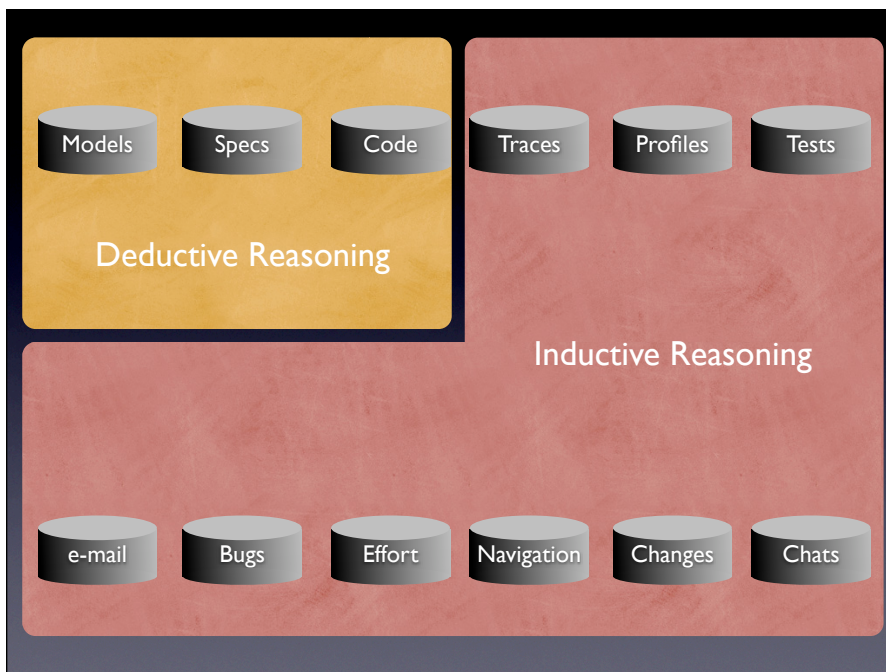 Models
Specs
Code
Traces
Profiles
Tests
Deductive Reasoning
Inductive Reasoning
e-mail
Bugs
Effort
Navigation
Changes
Chats